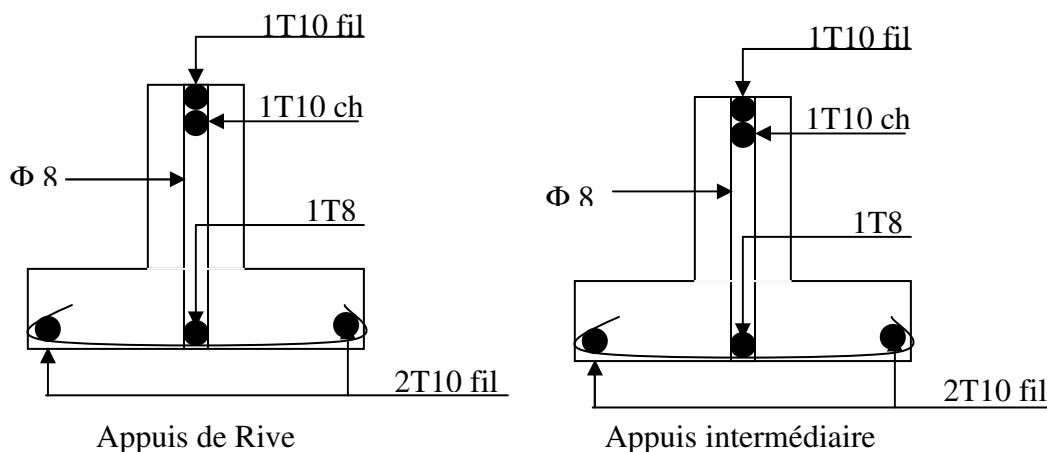 1T10 fil
1T10 ch
Φ 8
1T8
2T10 fil
Appuis de Rive
1T10 fil
1T10 ch
Φ 8
1T8
2T10 fil
Appuis intermédiaire